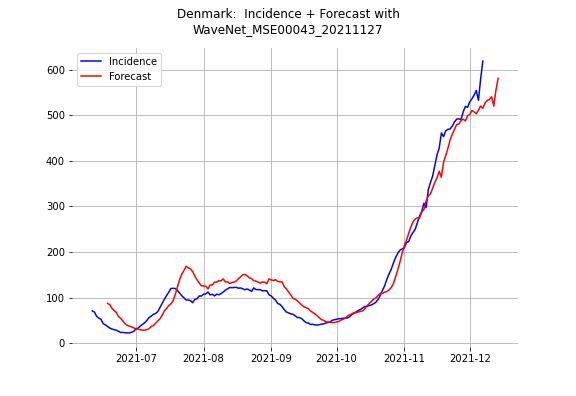 Denmark:  Incidence + Forecast with
WaveNet_MSE00043_20211127
Incidence
Forecast
600
500
400
300
200
100
0
2021-07 2021-08 2021-09 2021-10 2021-11 2021-12